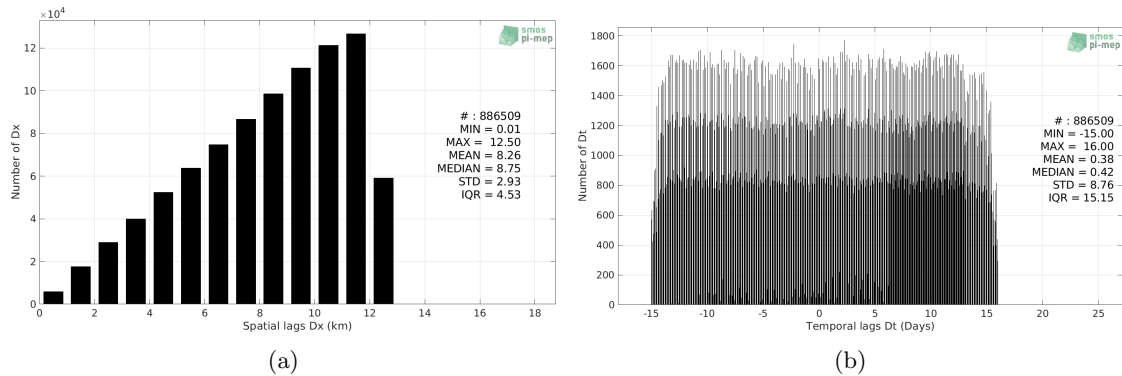 ×10⁴
smos
pi-mep
12
10
8
6
4
2
0
Number of Dx
# : 886509
MIN = 0.01
MAX = 12.50
MEAN = 8.26
MEDIAN = 8.75
STD = 2.93
IQR = 4.53
0 2 4 6 8 10 12 14 16 18
Spatial lags Dx (km)
(a)
smos
pi-mep
1800
1600
1400
1200
1000
800
600
400
200
0
Number of Dt
# : 886509
MIN = -15.00
MAX = 16.00
MEAN = 0.38
MEDIAN = 0.42
STD = 8.76
IQR = 15.15
-15 -10 -5 0 5 10 15 20 25
Temporal lags Dt (Days)
(b)